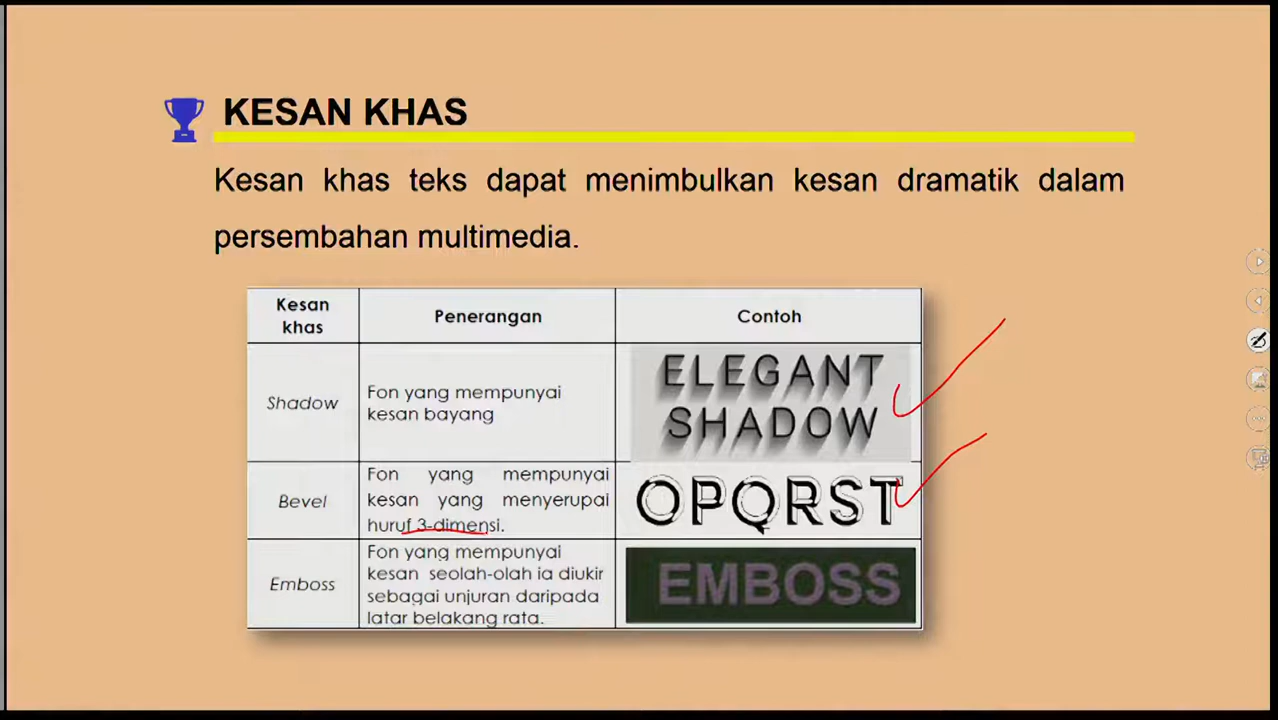 KESAN KHAS
Kesan khas teks dapat menimbulkan kesan dramatik dalam
persembahan multimedia.
Kesan
khas
Penerangan
Contoh
Shadow
Fon yang mempunyai
kesan bayang
ELEGANT
SHADOW
Bevel
Fon yang mempunyai
kesan yang menyerupai
huruf 3-dimensi.
OPQRST
Emboss
Fon yang mempunyai
kesan seolah-olah ia diukir
sebagai unjuran daripada
latar belakang rata.
EMBOSS